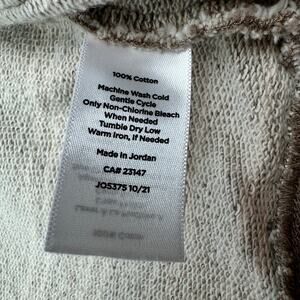 100% Cotton
Machine Wash Cold
Gentle Cycle
Only Non-Chlorine Bleach
When Needed
Tumble Dry Low
Warm Iron, if Needed
Made in Jordan
CA# 23147
JO5375 10/21